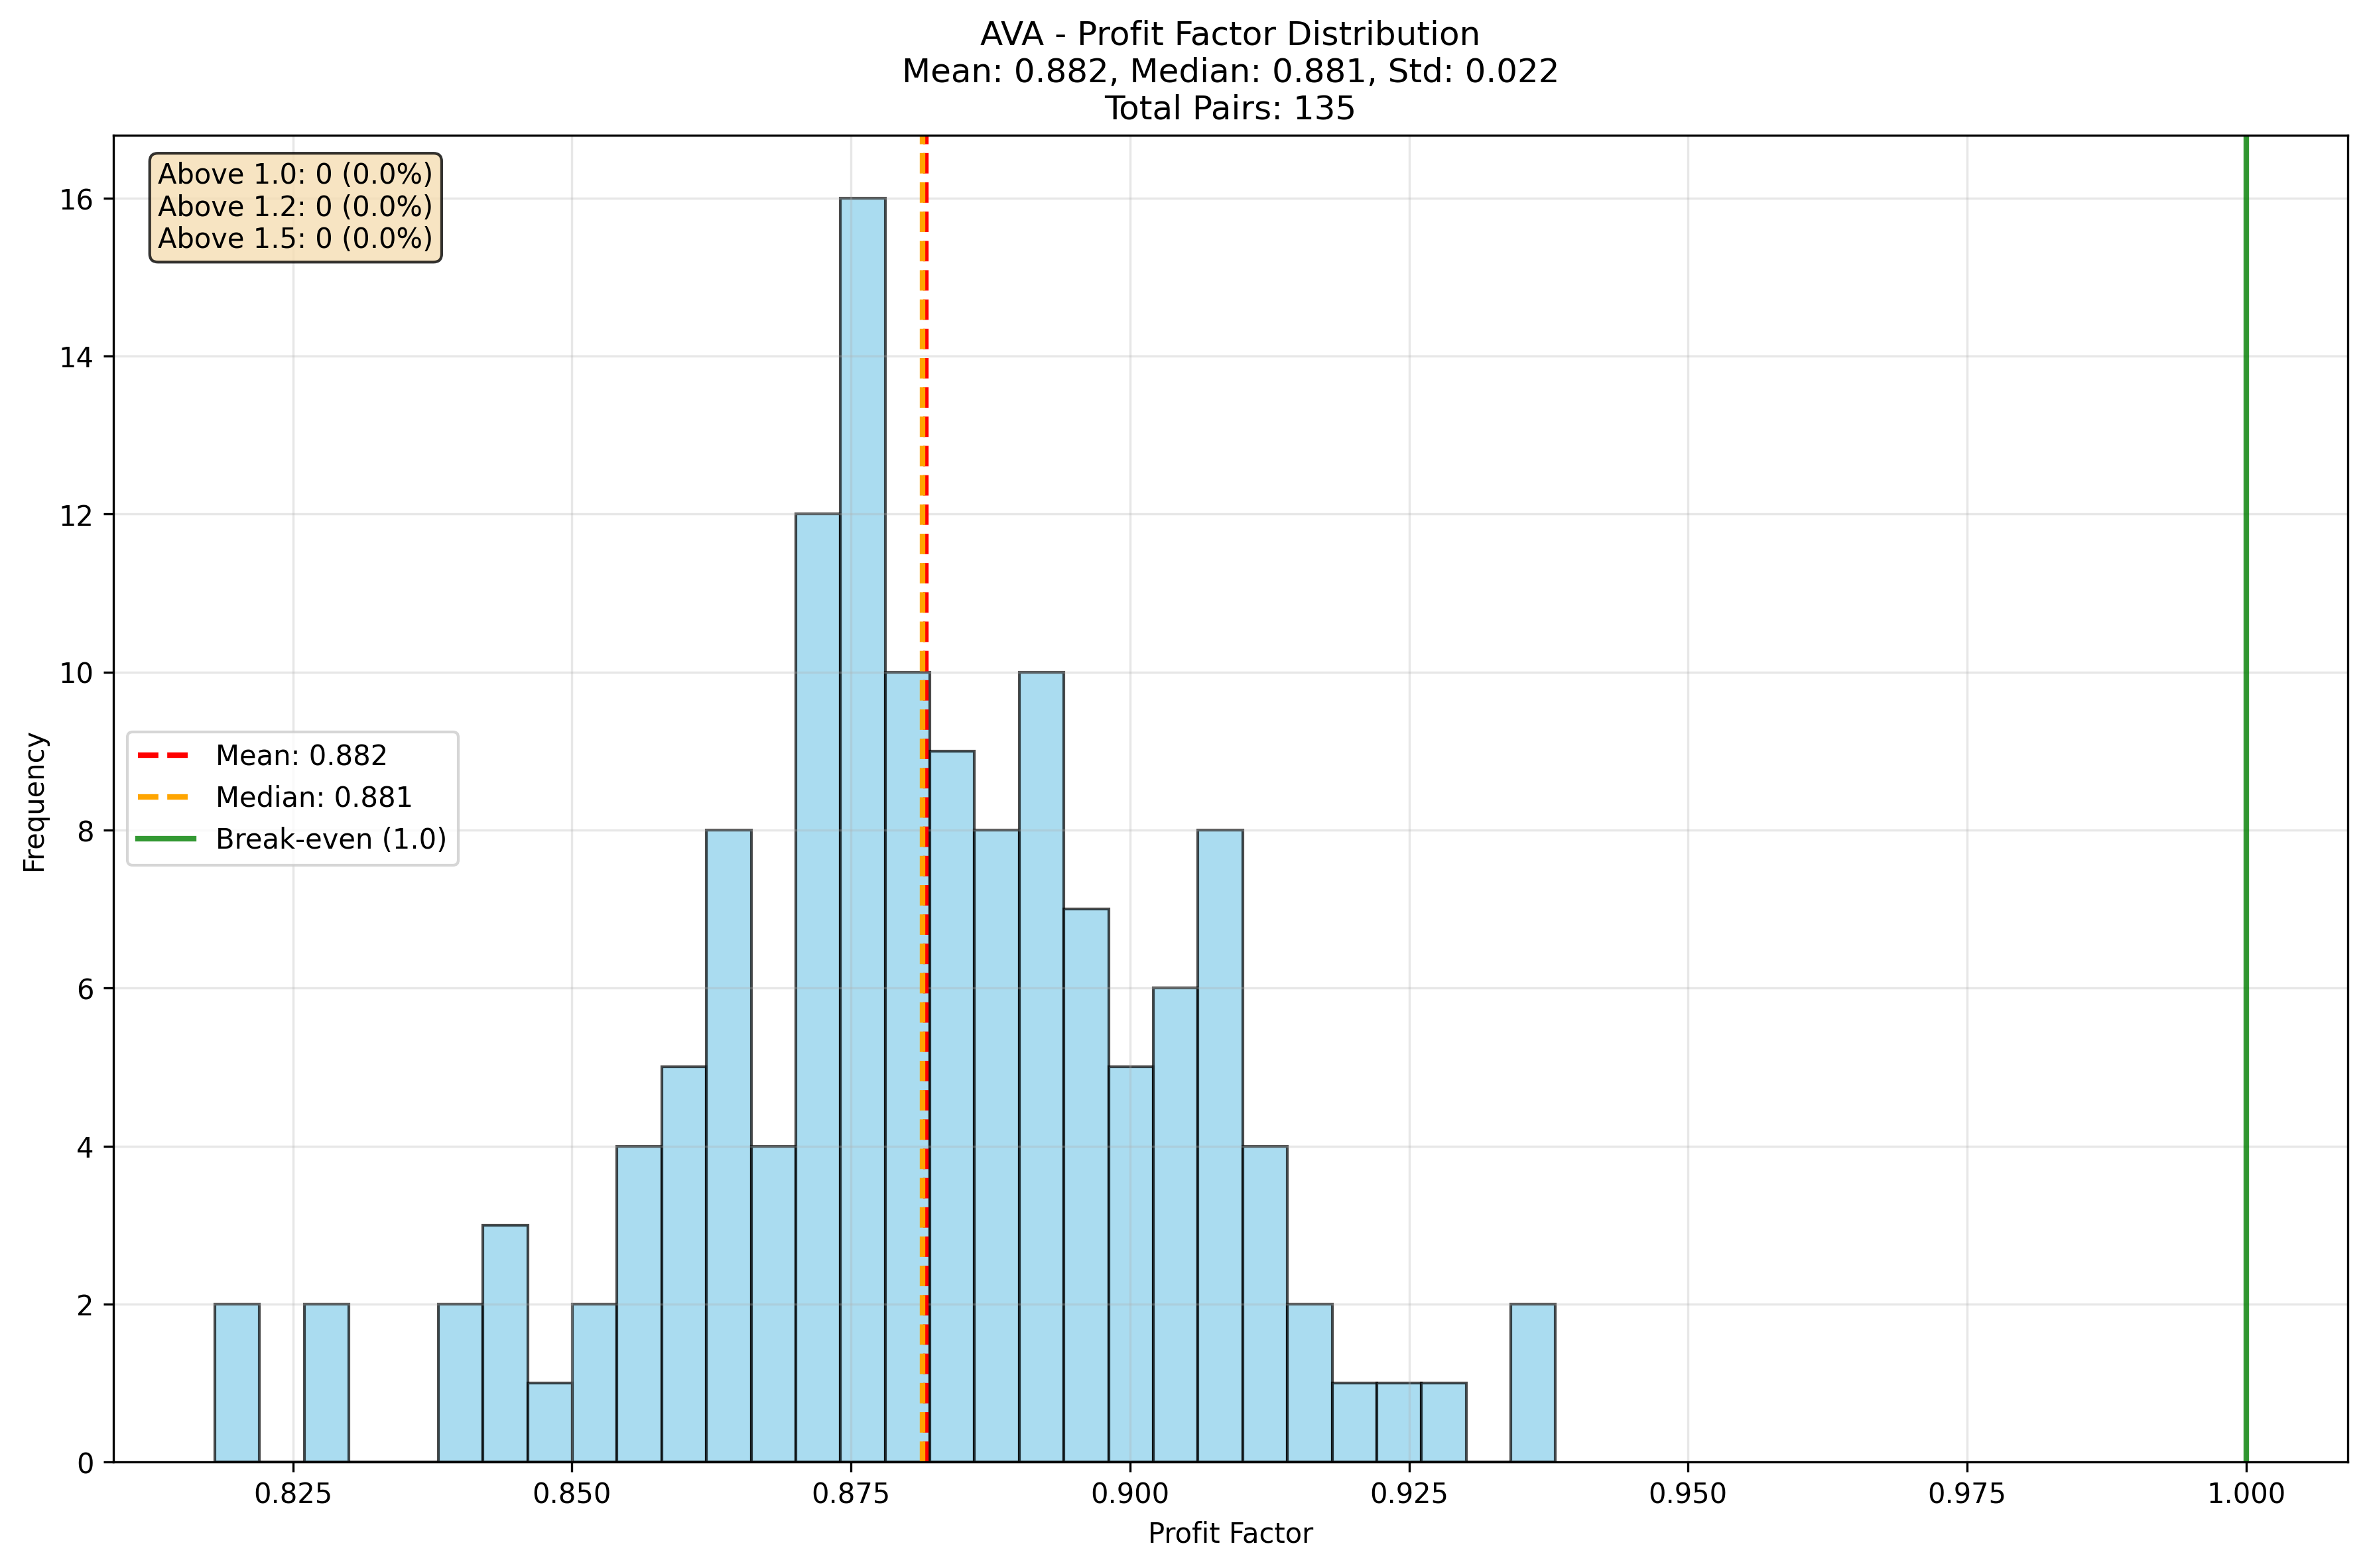 AVA - Profit Factor Distribution
Mean: 0.882, Median: 0.881, Std: 0.022
Total Pairs: 135
Above 1.0: 0 (0.0%)
Above 1.2: 0 (0.0%)
Above 1.5: 0 (0.0%)
16
14
12
10
8
6
4
2
0
Frequency
Mean: 0.882
Median: 0.881
Break-even (1.0)
0.825 0.850 0.875 0.900 0.925 0.950 0.975 1.000
Profit Factor